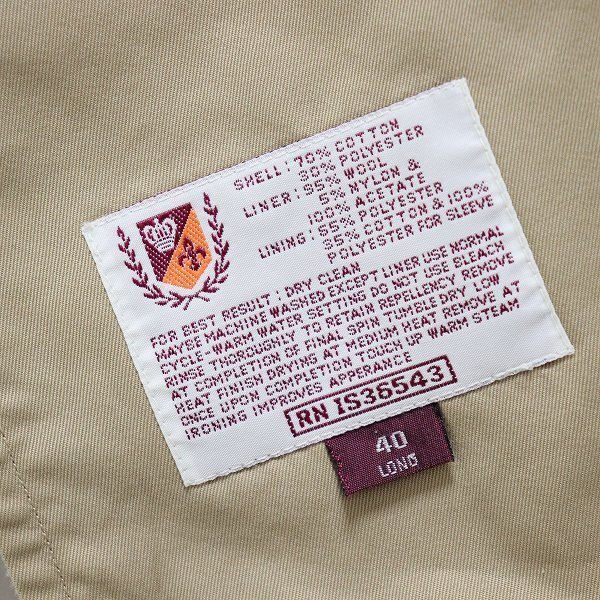 SHELL : 70% COTTON
30% POLYESTER
LINER : 95% WOOL
5% NYLON &
100% ACETATE
LINING : 65% POLYESTER
35% COTTON & 100%
POLYESTER FOR SLEEVE
FOR BEST RESULT : DRY CLEAN
MAYBE MACHINE WASHED EXCEPT LINER USE NORMAL
CYCLE-WARM WATER SETTING DO NOT USE BLEACH
RINSE THOROUGHLY TO RETAIN REPELLENCY REMOVE
AT COMPLETION OF FINAL SPIN TUMBLE DRY LOW
HEAT FINISH DRYING AT MEDIUM HEAT REMOVE AT
ONCE UPON COMPLETION TOUCH UP WARM STEAM
IRONING IMPROVES APPERANCE
RN IS36543
40
LONG